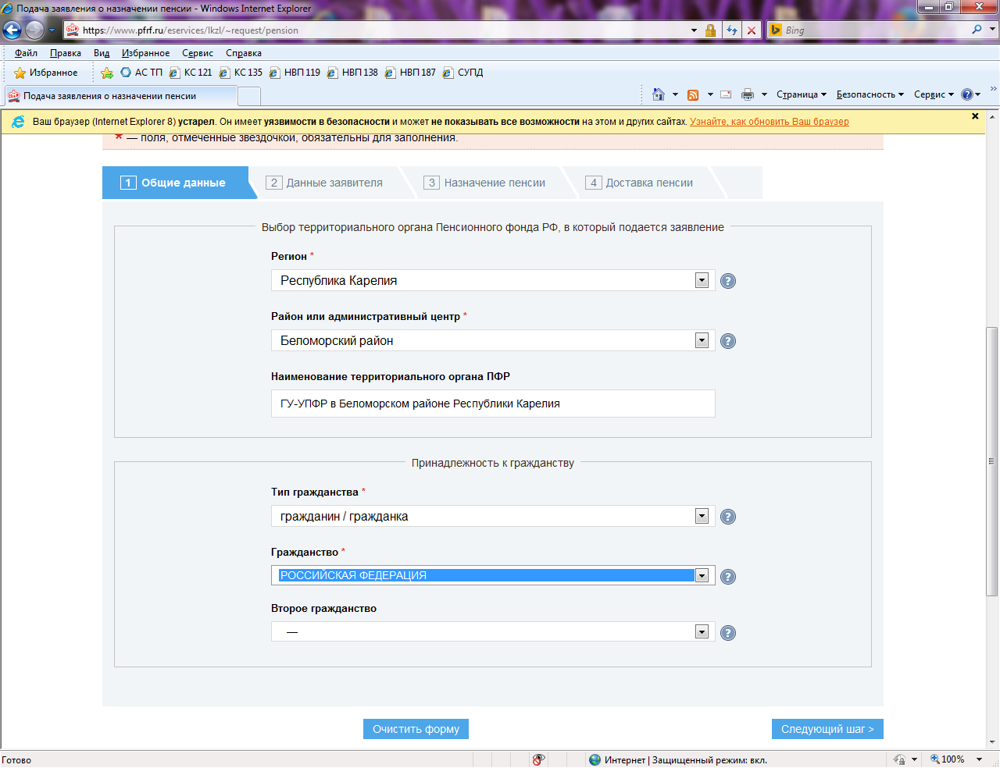 Подача заявления о назначении пенсии - Windows Internet Explorer
https://www.pfrf.ru/eservices/lkzl/~request/pension
Bing
Файл Правка Вид Избранное Сервис Справка
Избранное АС ТП КС 121 КС 135 НВП 119 НВП 138 НВП 187 СУПД
Подача заявления о назначении пенсии Страница Безопасность Сервис
Ваш браузер (Internet Explorer 8) устарел. Он имеет уязвимости в безопасности и может не показывать все возможности на этом и других сайтах. Узнайте, как обновить Ваш браузер
* — поля, отмеченные звездочкой, обязательны для заполнения.
1 Общие данные 2 Данные заявителя 3 Назначение пенсии 4 Доставка пенсии
Выбор территориального органа Пенсионного фонда РФ, в который подается заявление
Регион *
Республика Карелия
Район или административный центр *
Беломорский район
Наименование территориального органа ПФР
ГУ-УПФР в Беломорском районе Республики Карелия
Принадлежность к гражданству
Тип гражданства *
гражданин / гражданка
Гражданство *
РОССИЙСКАЯ ФЕДЕРАЦИЯ
Второе гражданство
—
Очистить форму Следующий шаг >
Готово Интернет | Защищенный режим: вкл. 100%